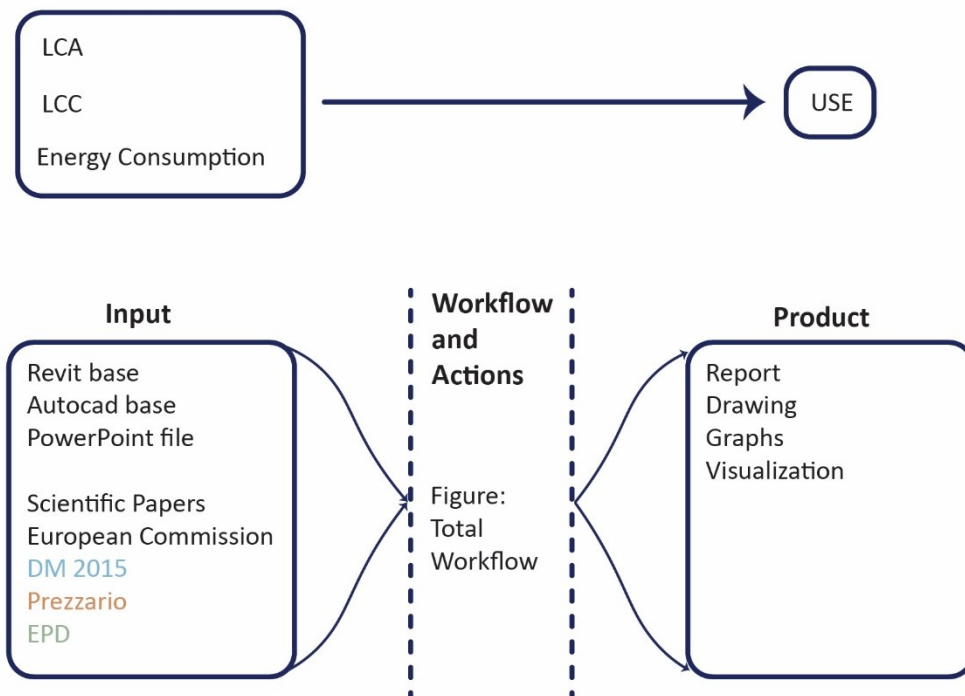 LCA
LCC
Energy Consumption
USE
Input
Revit base
Autocad base
PowerPoint file
Scientific Papers
European Commission
DM 2015
Prezzario
EPD
Workflow
and
Actions
Figure:
Total
Workflow
Product
Report
Drawing
Graphs
Visualization